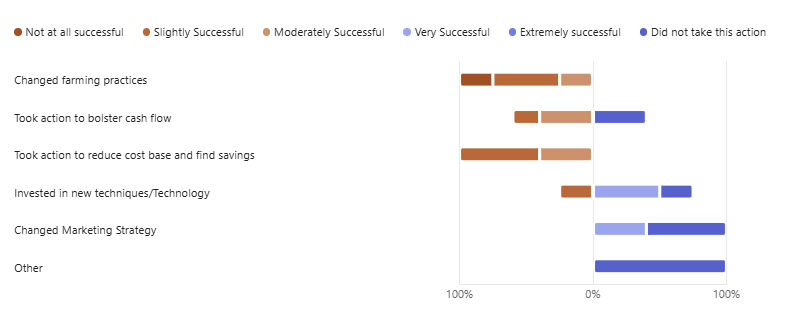 Not at all successful Slightly Successful Moderately Successful Very Successful Extremely successful Did not take this action
Changed farming practices
Took action to bolster cash flow
Took action to reduce cost base and find savings
Invested in new techniques/Technology
Changed Marketing Strategy
Other
100% 0% 100%